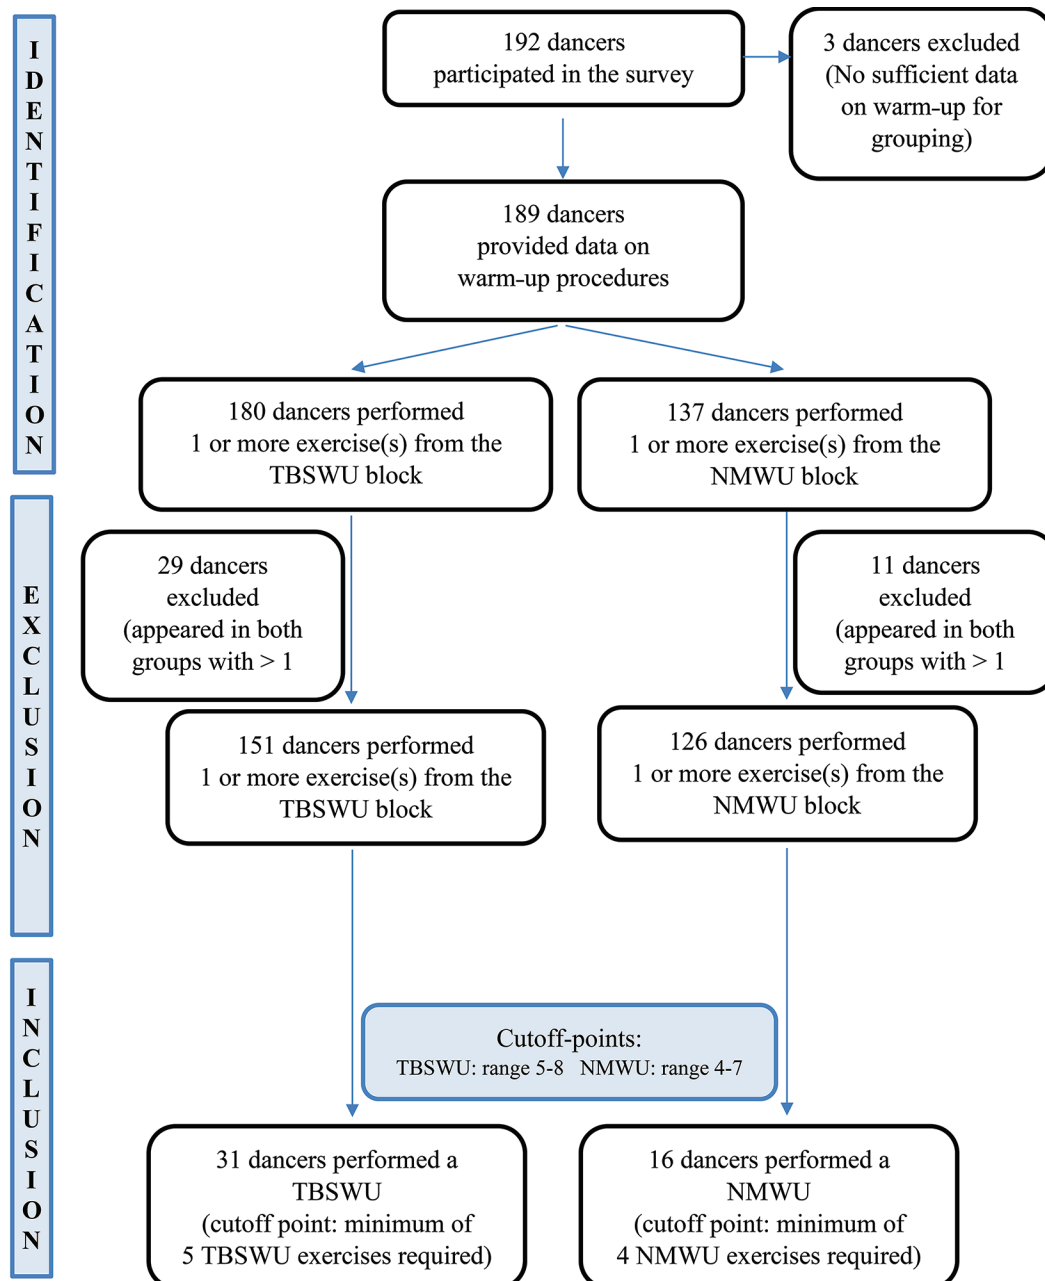 IDENTIFICATION
192 dancers
participated in the survey
3 dancers excluded
(No sufficient data
on warm-up for
grouping)
189 dancers
provided data on
warm-up procedures
180 dancers performed
1 or more exercise(s) from the
TBSWU block
137 dancers performed
1 or more exercise(s) from the
NMWU block
EXCLUSION
29 dancers
excluded
(appeared in both
groups with > 1
11 dancers
excluded
(appeared in both
groups with > 1
151 dancers performed
1 or more exercise(s) from the
TBSWU block
126 dancers performed
1 or more exercise(s) from the
NMWU block
INCLUSION
Cutoff-points:
TBSWU: range 5-8 NMWU: range 4-7
31 dancers performed a
TBSWU
(cutoff point: minimum of
5 TBSWU exercises required)
16 dancers performed a
NMWU
(cutoff point: minimum of
4 NMWU exercises required)